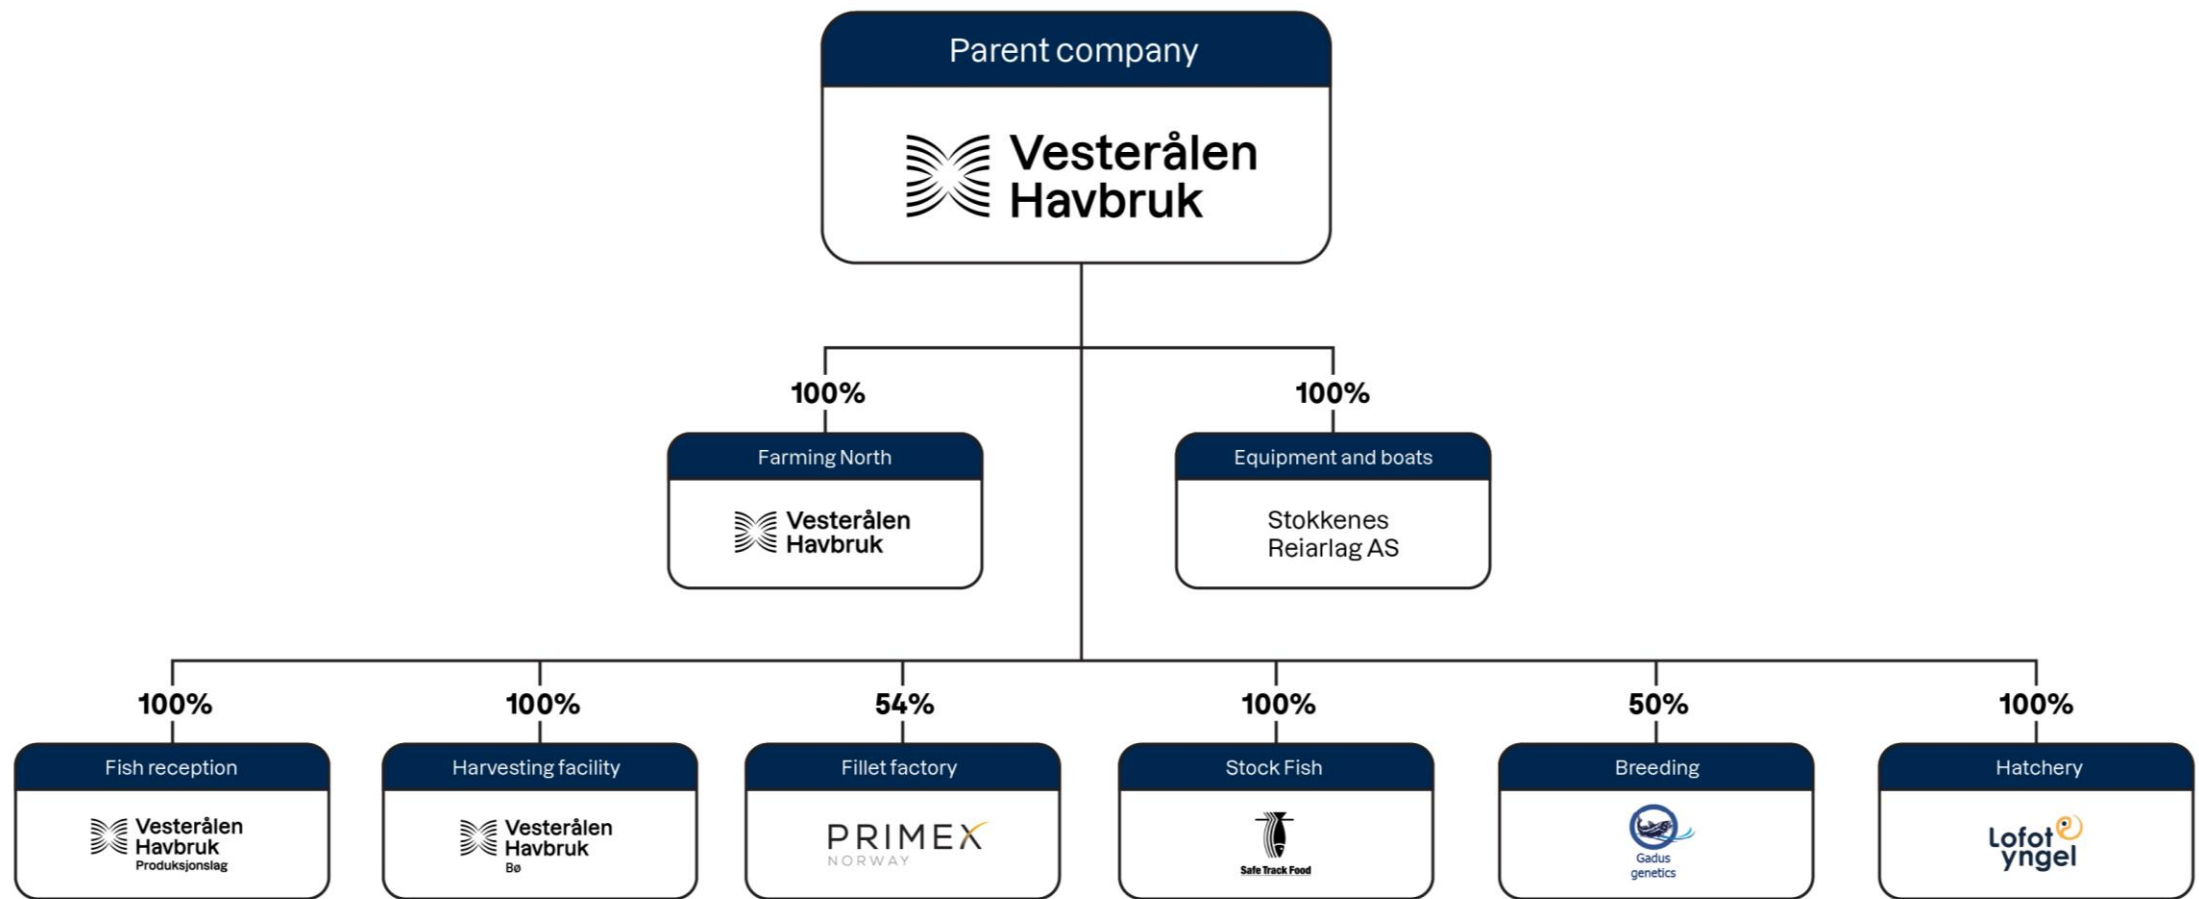 Parent company
Vesterålen
Havbruk
100%
100%
Farming North
Equipment and boats
Vesterålen
Havbruk
Stokkenes
Reiarlag AS
100%
100%
54%
100%
50%
100%
Fish reception
Harvesting facility
Fillet factory
Stock Fish
Breeding
Hatchery
Vesterålen
Havbruk
Produksjonslag
Vesterålen
Havbruk
Bø
PRIMEX
NORWAY
Safe Track Food
Gadus
genetics
Lofot
yngel